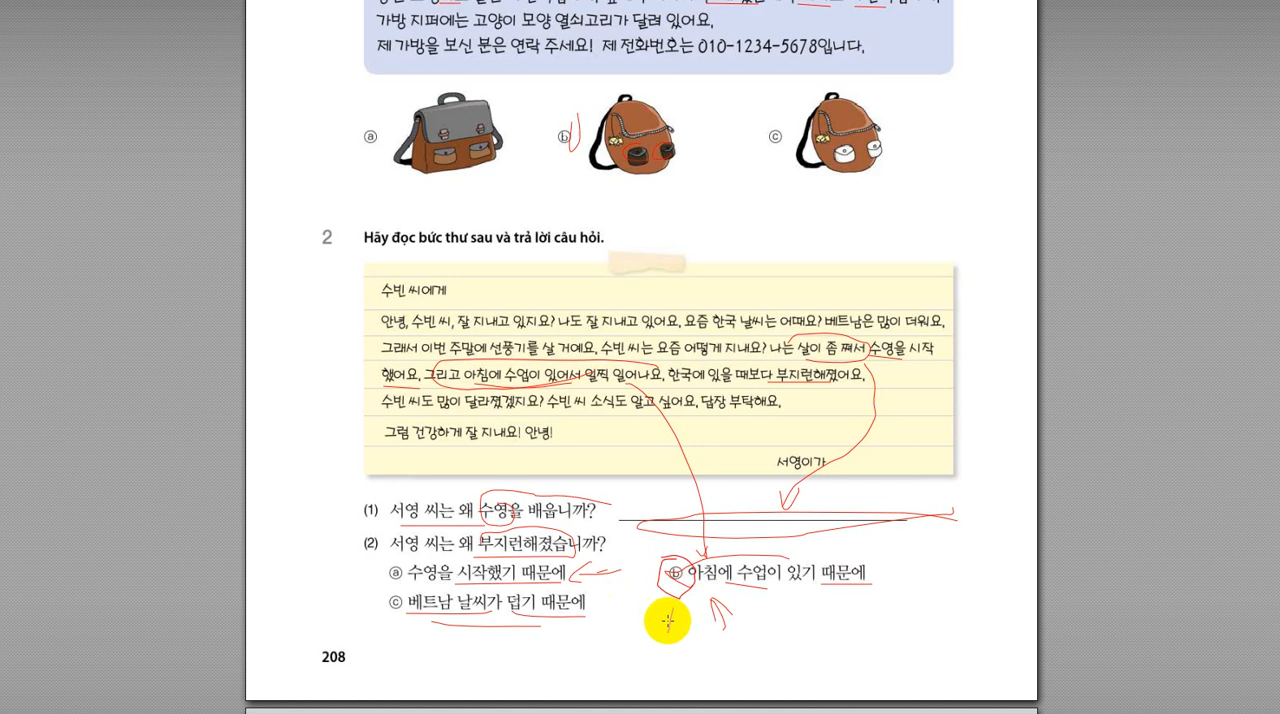 가방 지퍼에는 고양이 모양 열쇠고리가 달려 있어요.
제 가방을 보신 분은 연락 주세요! 제 전화번호는 010-1234-5678입니다.
ⓐ ⓑ ⓒ
2 Hãy đọc bức thư sau và trả lời câu hỏi.
수빈 씨에게
안녕, 수빈 씨, 잘 지내고 있지요? 나도 잘 지내고 있어요. 요즘 한국 날씨는 어때요? 베트남은 많이 더워요.
그래서 이번 주말에 선풍기를 살 거예요. 수빈 씨는 요즘 어떻게 지내요? 나는 살이 좀 쪄서 수영을 시작
했어요. 그리고 아침에 수업이 있어서 일찍 일어나요. 한국에 있을 때보다 부지런해졌어요.
수빈 씨도 많이 달라졌겠지요? 수빈 씨 소식도 알고 싶어요. 답장 부탁해요.
그럼 건강하게 잘 지내요! 안녕!
서영이가
(1) 서영 씨는 왜 수영을 배웁니까?
(2) 서영 씨는 왜 부지런해졌습니까?
ⓐ 수영을 시작했기 때문에 ⓑ 아침에 수업이 있기 때문에
ⓒ 베트남 날씨가 덥기 때문에
208